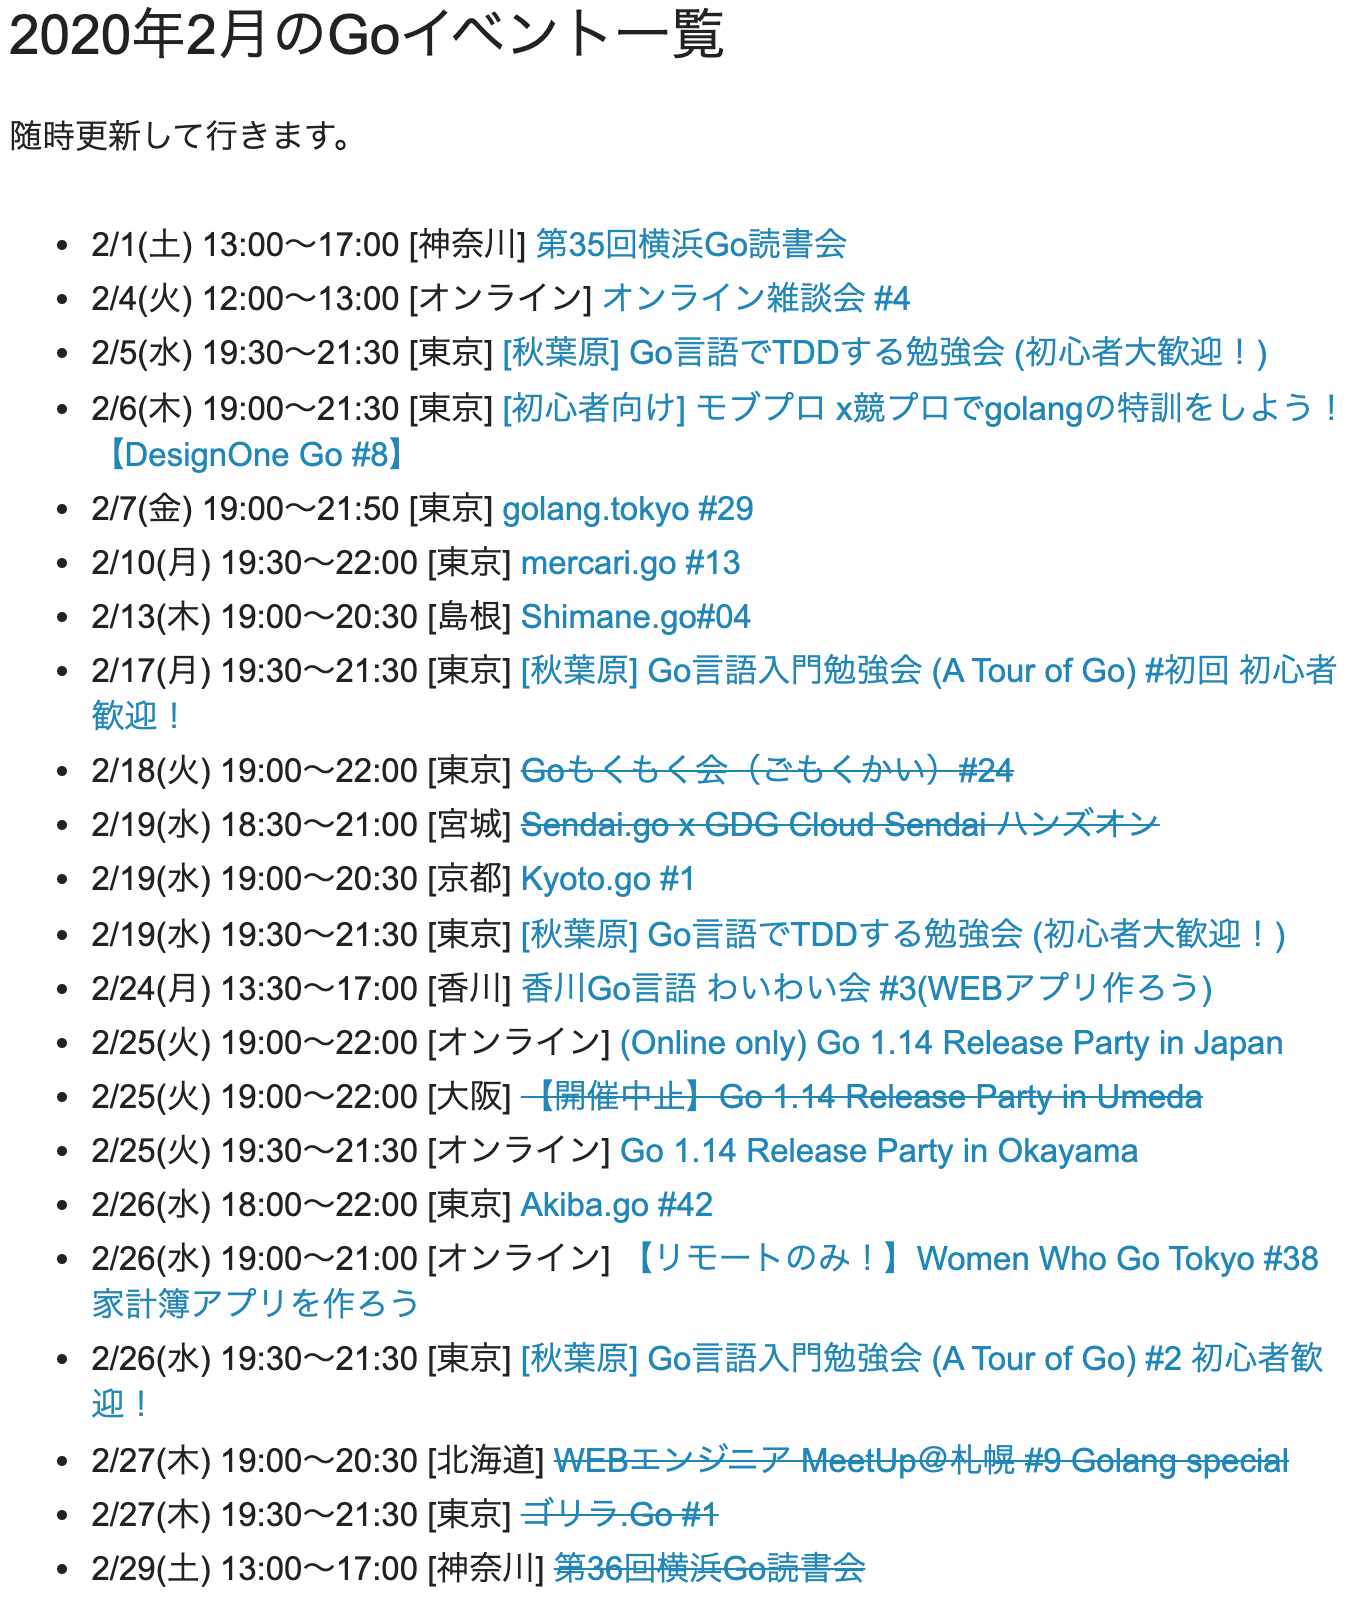 2020年2月のGoイベント一覧
随時更新して行きます。
• 2/1(土) 13:00〜17:00 [神奈川] 第35回横浜Go読書会
• 2/4(火) 12:00〜13:00 [オンライン] オンライン雑談会 #4
• 2/5(水) 19:30〜21:30 [東京] [秋葉原] Go言語でTDDする勉強会 (初心者大歓迎！)
• 2/6(木) 19:00〜21:30 [東京] [初心者向け] モブプロ x競プロでgolangの特訓をしよう！
【DesignOne Go #8】
• 2/7(金) 19:00〜21:50 [東京] golang.tokyo #29
• 2/10(月) 19:30〜22:00 [東京] mercari.go #13
• 2/13(木) 19:00〜20:30 [島根] Shimane.go#04
• 2/17(月) 19:30〜21:30 [東京] [秋葉原] Go言語入門勉強会 (A Tour of Go) #初回 初心者
歓迎！
• 2/18(火) 19:00〜22:00 [東京] Goもくもく会（ごもくかい）#24
• 2/19(水) 18:30〜21:00 [宮城] Sendai.go x GDG Cloud Sendai ハンズオン
• 2/19(水) 19:00〜20:30 [京都] Kyoto.go #1
• 2/19(水) 19:30〜21:30 [東京] [秋葉原] Go言語でTDDする勉強会 (初心者大歓迎！)
• 2/24(月) 13:30〜17:00 [香川] 香川Go言語 わいわい会 #3(WEBアプリ作ろう)
• 2/25(火) 19:00〜22:00 [オンライン] (Online only) Go 1.14 Release Party in Japan
• 2/25(火) 19:00〜22:00 [大阪] 【開催中止】Go 1.14 Release Party in Umeda
• 2/25(火) 19:30〜21:30 [オンライン] Go 1.14 Release Party in Okayama
• 2/26(水) 18:00〜22:00 [東京] Akiba.go #42
• 2/26(水) 19:00〜21:00 [オンライン] 【リモートのみ！】Women Who Go Tokyo #38
家計簿アプリを作ろう
• 2/26(水) 19:30〜21:30 [東京] [秋葉原] Go言語入門勉強会 (A Tour of Go) #2 初心者歓
迎！
• 2/27(木) 19:00〜20:30 [北海道] WEBエンジニア MeetUp＠札幌 #9 Golang special
• 2/27(木) 19:30〜21:30 [東京] ゴリラ.Go #1
• 2/29(土) 13:00〜17:00 [神奈川] 第36回横浜Go読書会